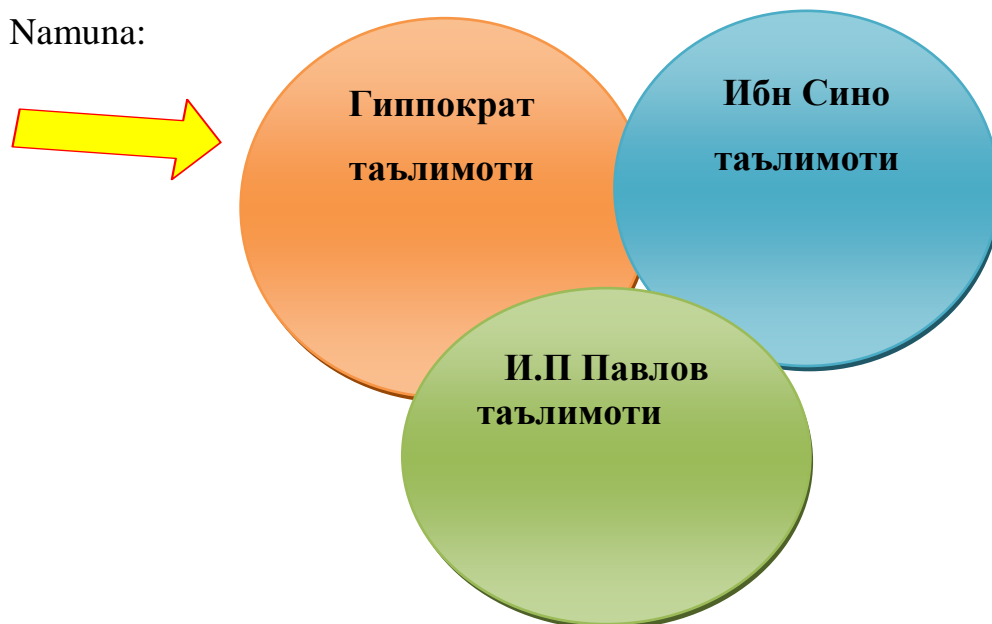 Namuna:
Гиппократ
таълимоти
Ибн Сино
таълимоти
И.П Павлов
таълимоти